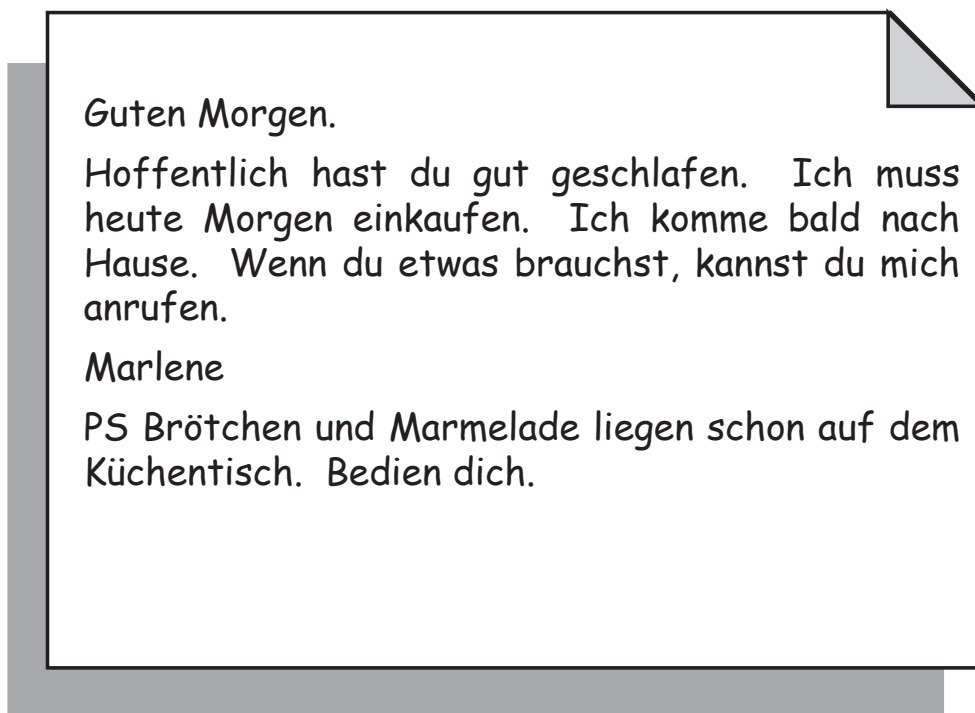 Guten Morgen.
Hoffentlich hast du gut geschlafen. Ich muss
heute Morgen einkaufen. Ich komme bald nach
Hause. Wenn du etwas brauchst, kannst du mich
anrufen.
Marlene
PS Brötchen und Marmelade liegen schon auf dem
Küchentisch. Bedien dich.